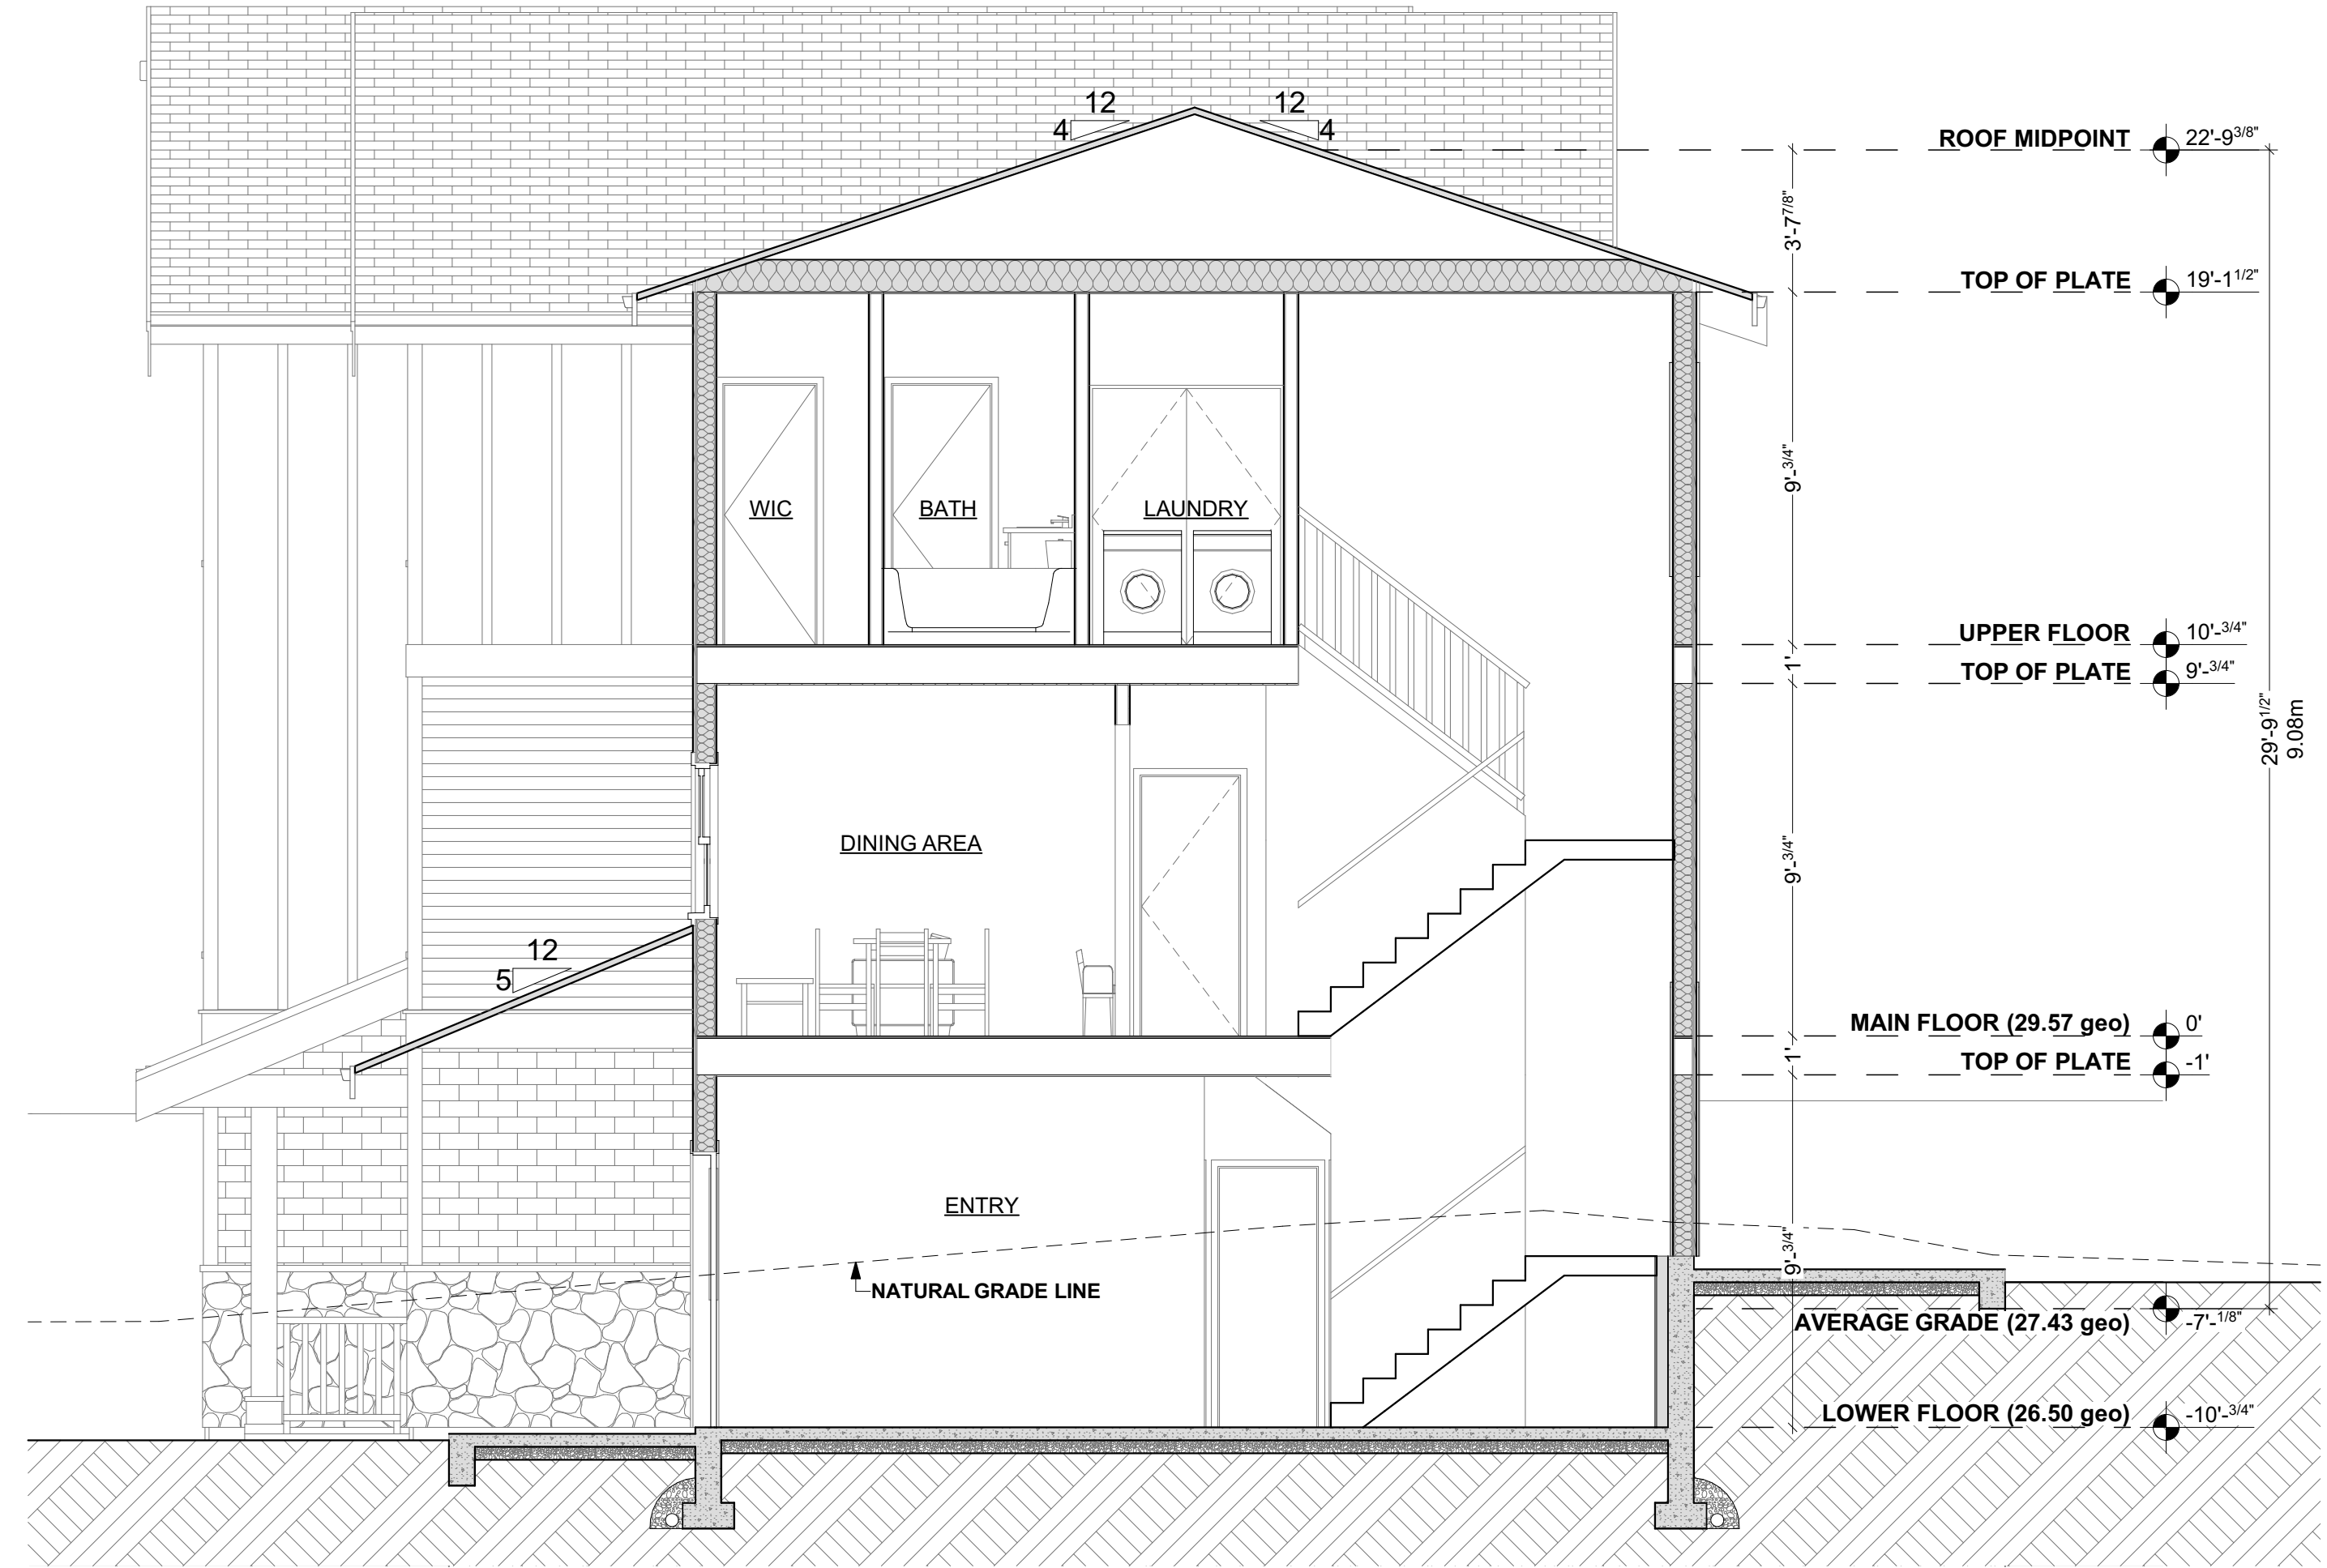 12
12
4
4
ROOF MIDPOINT
22'-9 3/8"
3'-7 7/8"
TOP OF PLATE
19'-1 1/2"
9'-3/4"
WIC
BATH
LAUNDRY
UPPER FLOOR
10'-3/4"
1'
TOP OF PLATE
9'-3/4"
29'-9 1/2"
9.08m
DINING AREA
9'-3/4"
12
5
MAIN FLOOR (29.57 geo)
0'
1'
TOP OF PLATE
-1'
ENTRY
9'-3/4"
NATURAL GRADE LINE
AVERAGE GRADE (27.43 geo)
-7'-1/8"
LOWER FLOOR (26.50 geo)
-10'-3/4"